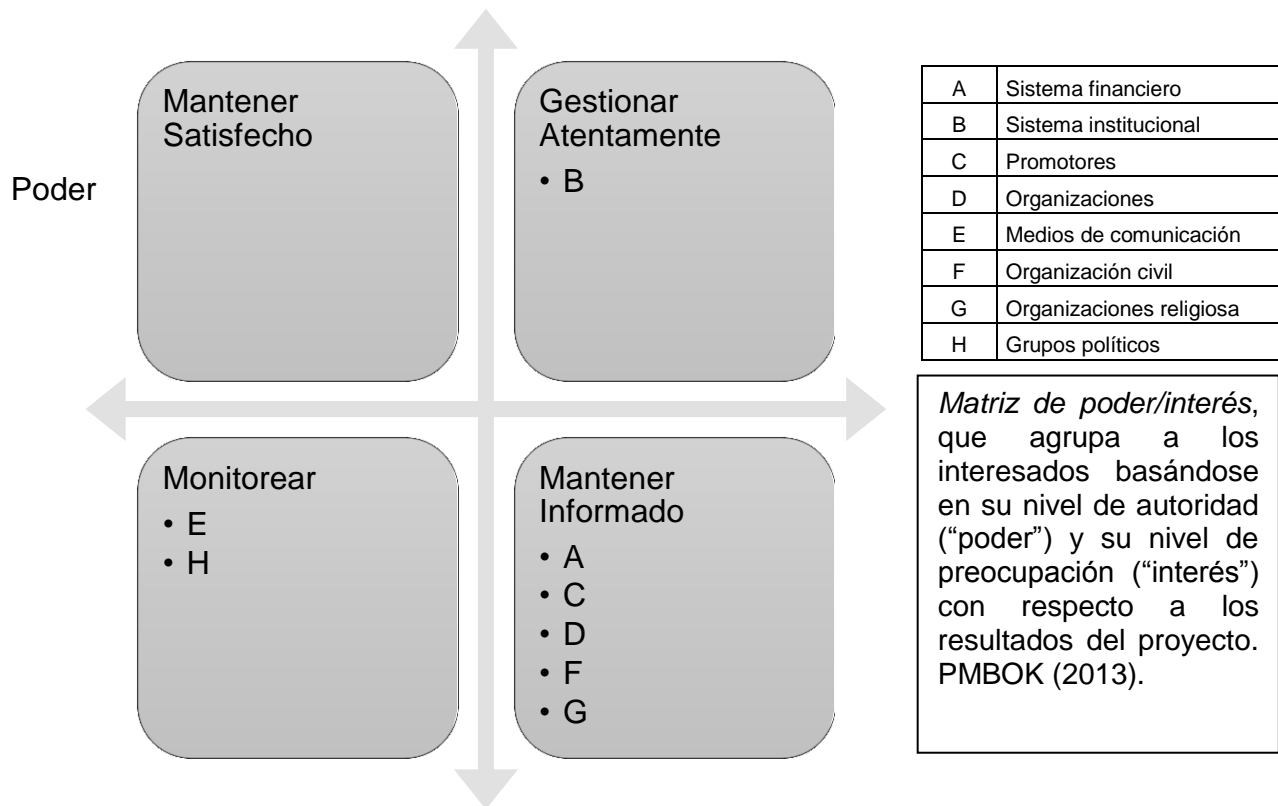 Poder
Mantener
Satisfecho
Gestionar
Atentamente
• B
Monitorear
• E
• H
Mantener
Informado
• A
• C
• D
• F
• G
A Sistema financiero
B Sistema institucional
C Promotores
D Organizaciones
E Medios de comunicación
F Organización civil
G Organizaciones religiosa
H Grupos políticos
Matriz de poder/interés,
que agrupa a los
interesados basándose
en su nivel de autoridad
(“poder”) y su nivel de
preocupación (“interés”)
con respecto a los
resultados del proyecto.
PMBOK (2013).